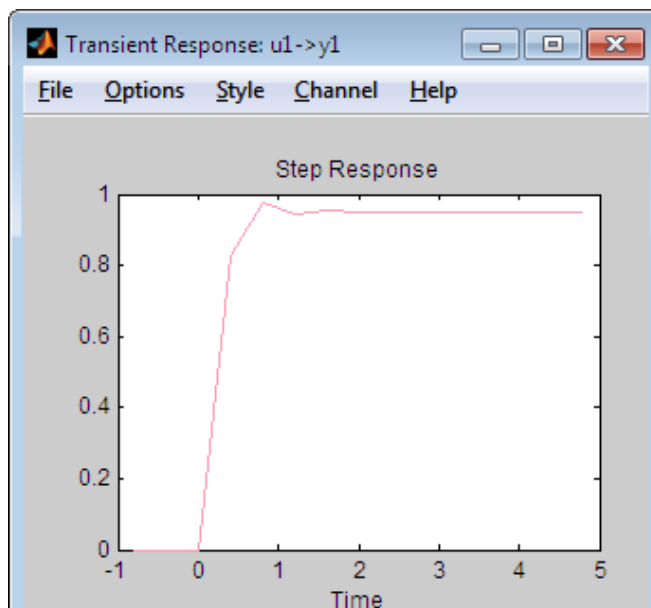 Transient Response: u1->y1
File Options Style Channel Help
Step Response
1
0.8
0.6
0.4
0.2
0
-1 0 1 2 3 4 5
Time